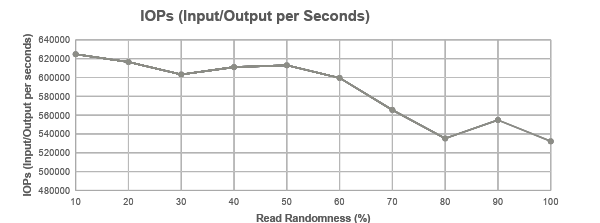 IOPs (Input/Output per Seconds)
IOPs (Input/Output per seconds)
640000
620000
600000
580000
560000
540000
520000
500000
480000
10 20 30 40 50 60 70 80 90 100
Read Randomness (%)